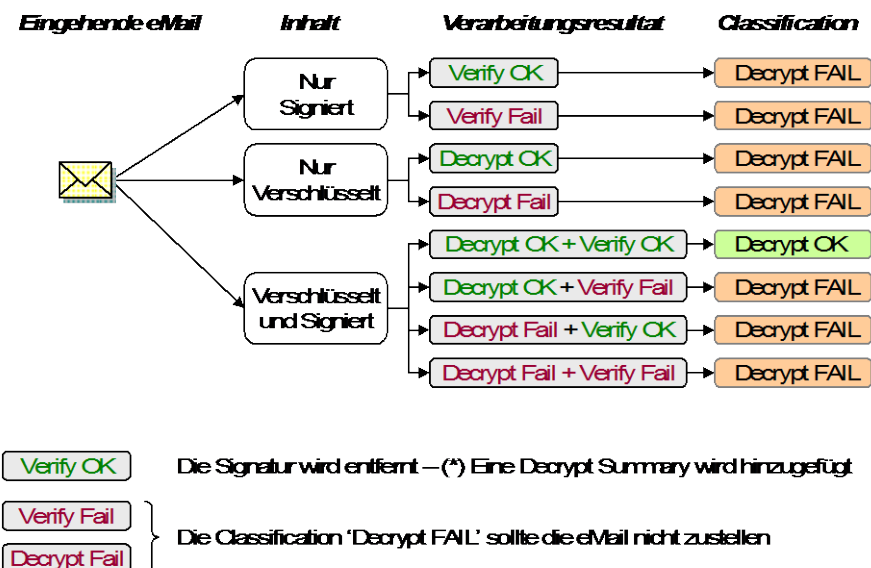 Eingehende eMail Inhalt Verarbeitungsresultat Classification
Nur
Signiert
Verify OK Decrypt FAIL
Verify Fail Decrypt FAIL
Nur
Verschlüsselt
Decrypt OK Decrypt FAIL
Decrypt Fail Decrypt FAIL
Verschlüsselt
und Signiert
Decrypt OK + Verify OK Decrypt OK
Decrypt OK + Verify Fail Decrypt FAIL
Decrypt Fail + Verify OK Decrypt FAIL
Decrypt Fail + Verify Fail Decrypt FAIL
Verify OK Die Signatur wird entfernt – (*) Eine Decrypt Summary wird hinzugefügt
Verify Fail
Decrypt Fail
Die Classification 'Decrypt FAIL' sollte die eMail nicht zustellen